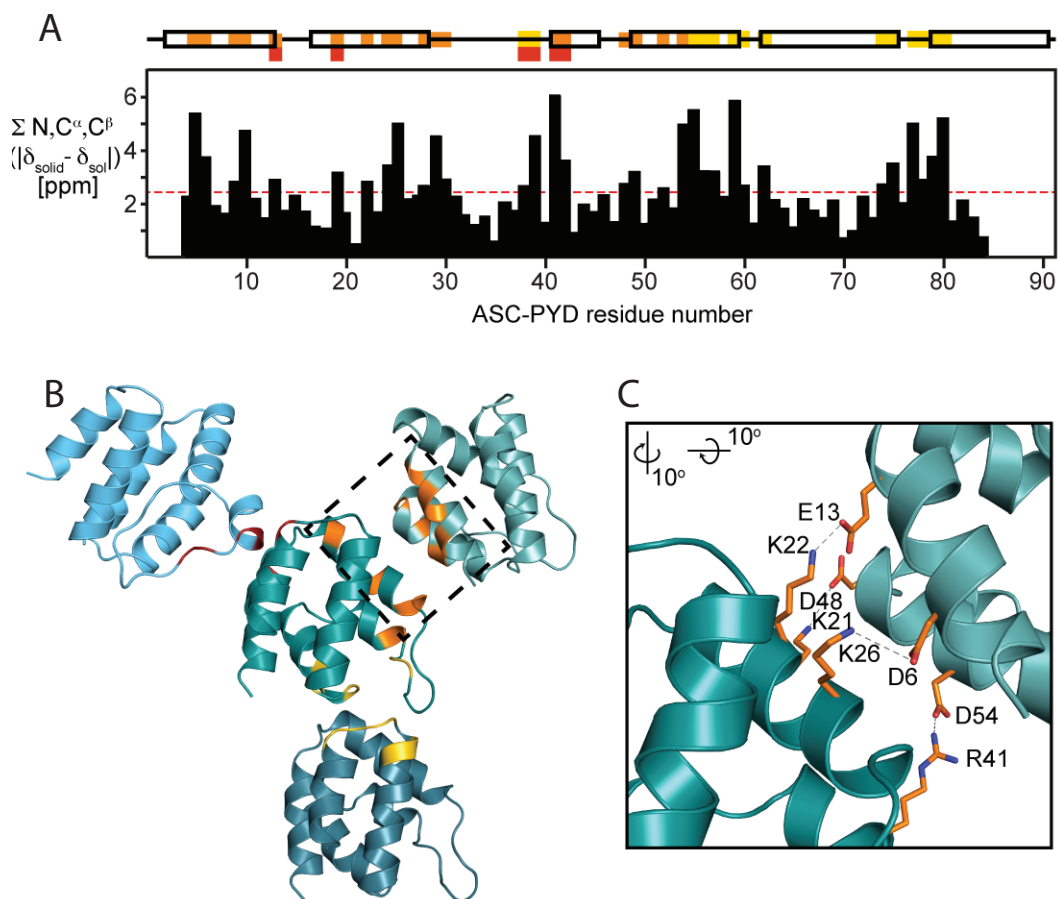 A
Σ N,Cᵅ,Cᵝ
(|δsolid- δsol|)
[ppm]
6
4
2
10 20 30 40 50 60 70 80 90
ASC-PYD residue number
B
C
10°
10°
E13
K22
D48
K21
K26
D6
D54
R41